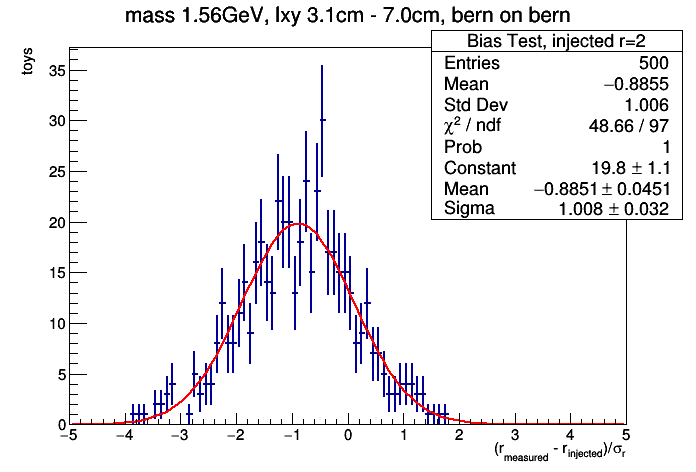 mass 1.56GeV, lxy 3.1cm - 7.0cm, bern on bern
Bias Test, injected r=2
Entries 500
Mean −0.8855
Std Dev 1.006
χ² / ndf 48.66 / 97
Prob 1
Constant 19.8 ± 1.1
Mean −0.8851 ± 0.0451
Sigma 1.008 ± 0.032
toys
35
30
25
20
15
10
5
0
−5 −4 −3 −2 −1 0 1 2 3 4 5
(r_measured - r_injected)/σ_r